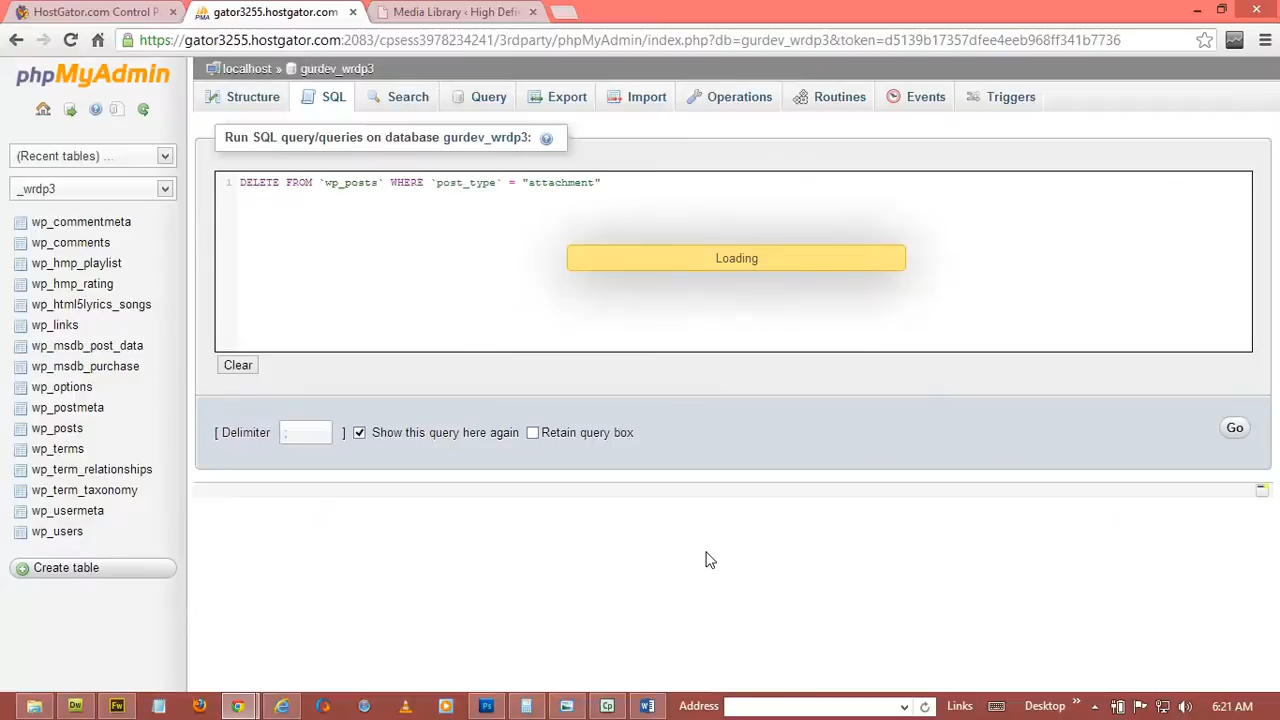 HostGator.com Control P
gator3255.hostgator.com
Media Library ‹ High Defi
https://gator3255.hostgator.com:2083/cpsess3978234241/3rdparty/phpMyAdmin/index.php?db=gurdev_wrdp3&token=d5139b17357dfee4eeb968ff341b7736
phpMyAdmin
localhost » gurdev_wrdp3
Structure SQL Search Query Export Import Operations Routines Events Triggers
Run SQL query/queries on database gurdev_wrdp3:
(Recent tables) ...
_wrdp3
1 DELETE FROM `wp_posts` WHERE `post_type` = "attachment"
Loading
wp_commentmeta
wp_comments
wp_hmp_playlist
wp_hmp_rating
wp_html5lyrics_songs
wp_links
wp_msdb_post_data
wp_msdb_purchase
wp_options
wp_postmeta
wp_posts
wp_terms
wp_term_relationships
wp_term_taxonomy
wp_usermeta
wp_users
Create table
Clear
[ Delimiter ; ] Show this query here again Retain query box
Go
Address Links Desktop » 6:21 AM